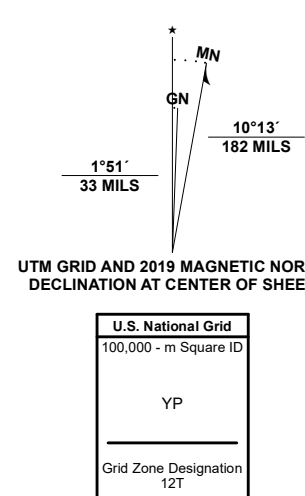 ★
MN
GN
10°13´
182 MILS
1°51´
33 MILS
UTM GRID AND 2019 MAGNETIC NOR
DECLINATION AT CENTER OF SHEE
U.S. National Grid
100,000 - m Square ID
YP
Grid Zone Designation
12T